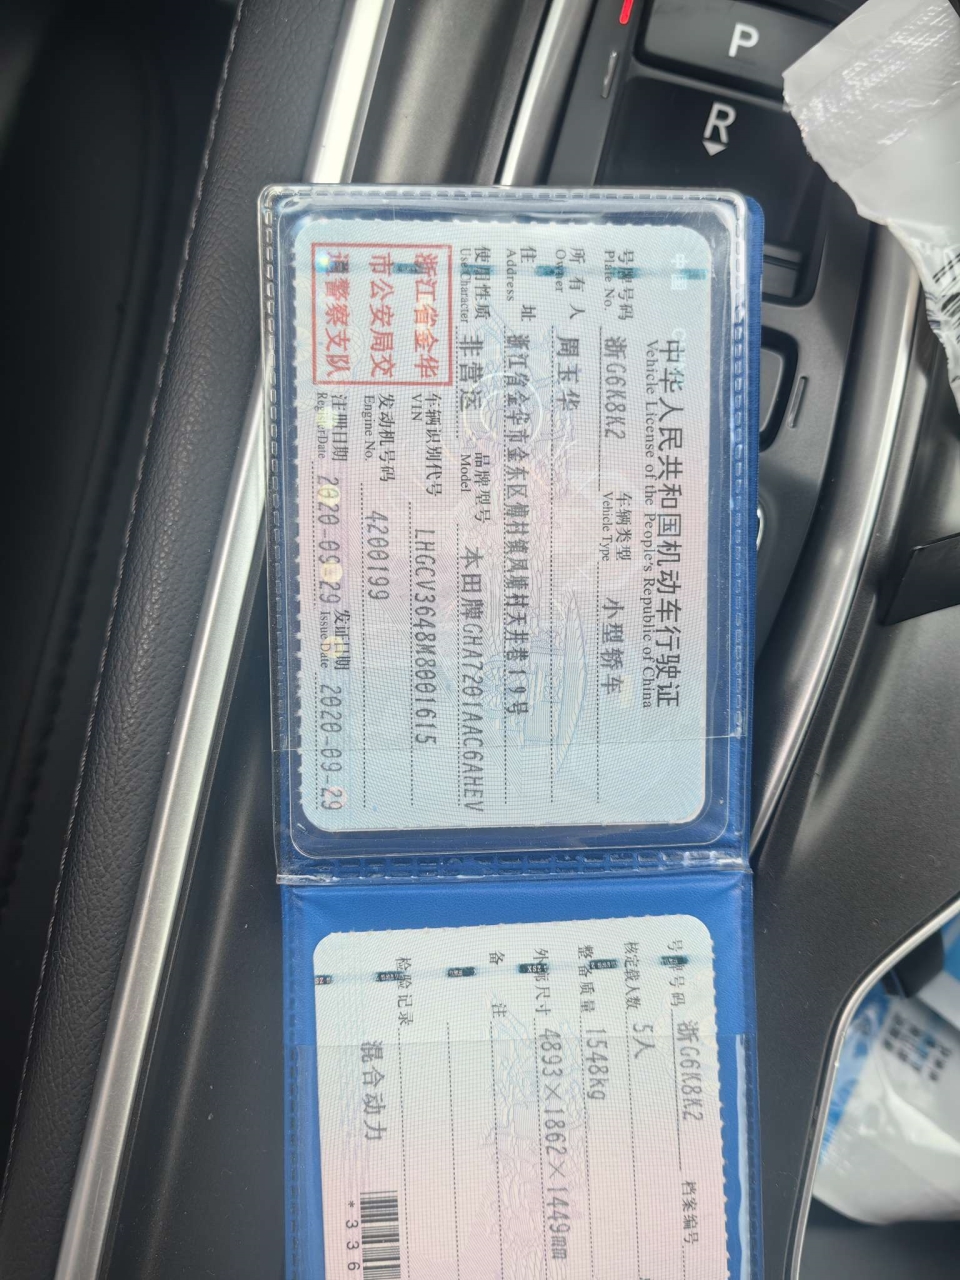 P
R
中华人民共和国机动车行驶证
Vehicle License of the People's Republic of China
号牌号码 浙G6K8K2 车辆类型 小型轿车
Plate No. Vehicle Type
所有人 周玉华
Owner
住址 浙江省金华市金东区傅村镇凤塘村天井巷19号
Address
使用性质 非营运 品牌型号 本田牌GHA7201AAC6AHEV
Use Character Model
浙江省金华
市公安局交
通警察支队
车辆识别代号 LHGCV3648M8001615
VIN
发动机号码 4200199
Engine No.
注册日期 2020-09-29 发证日期 2020-09-29
Register Date Issue Date
号牌号码 浙G6K8K2 档案编号
核定载人数 5人
整备质量 1548kg
外廓尺寸 4893×1862×1449mm
备注
检验记录
混合动力
*336